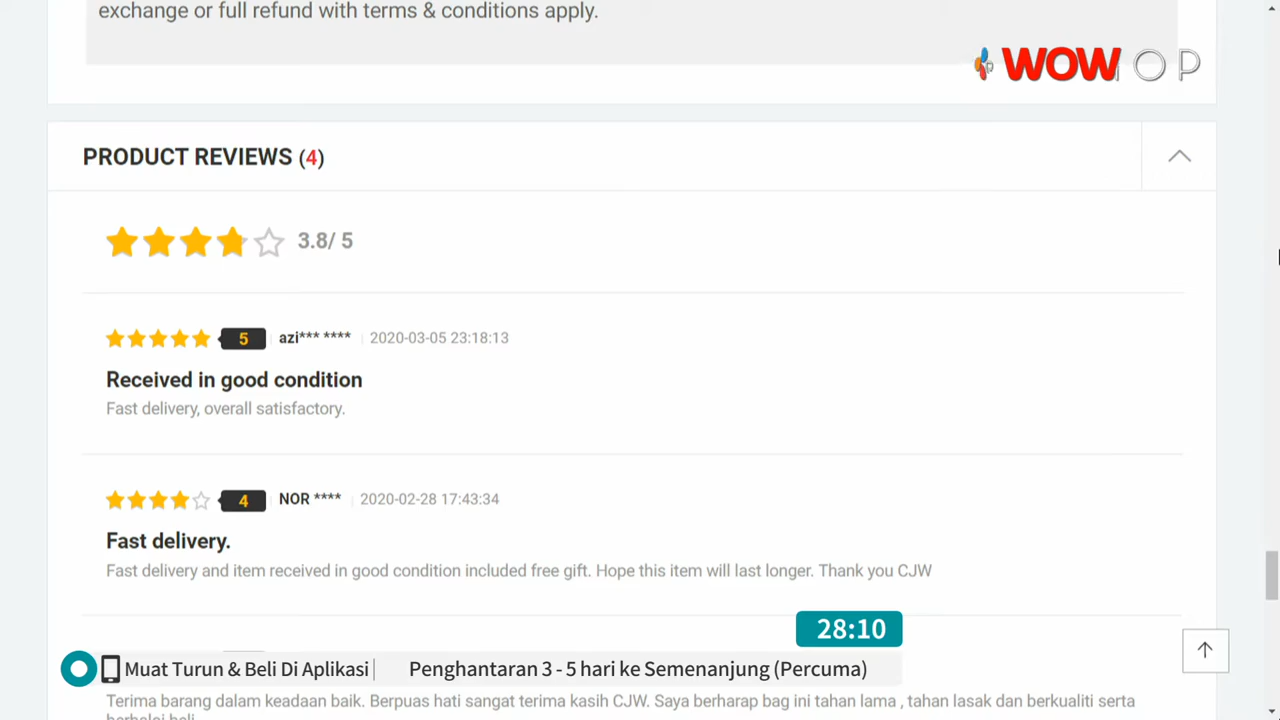 exchange or full refund with terms & conditions apply.
WOW OP
PRODUCT REVIEWS (4)
3.8/ 5
5 azi*** **** 2020-03-05 23:18:13
Received in good condition
Fast delivery, overall satisfactory.
4 NOR **** 2020-02-28 17:43:34
Fast delivery.
Fast delivery and item received in good condition included free gift. Hope this item will last longer. Thank you CJW
28:10
Muat Turun & Beli Di Aplikasi | Penghantaran 3 - 5 hari ke Semenanjung (Percuma)
Terima barang dalam keadaan baik. Berpuas hati sangat terima kasih CJW. Saya berharap bag ini tahan lama , tahan lasak dan berkualiti serta
berbaloi beli